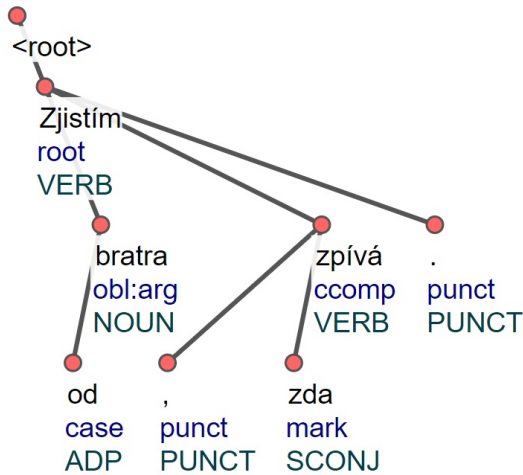 <root>
Zjistím
root
VERB
bratra
obl:arg
NOUN
zpívá
ccomp
VERB
.
punct
PUNCT
od
case
ADP
,
punct
PUNCT
zda
mark
SCONJ